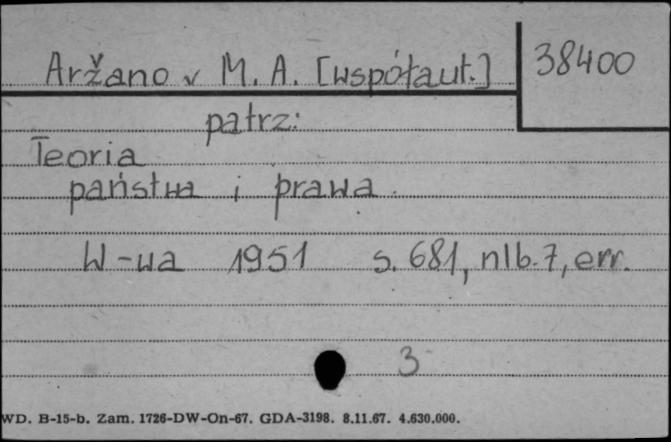 Aržanov M. A. [współaut.] 38400
patrz:
Teoria
państwa i prawa.
W-wa 1951 s. 681, nlb. 7, err.
3
WD. B-15-b. Zam. 1726-DW-On-67. GDA-3198. 8.11.67. 4.630.000.